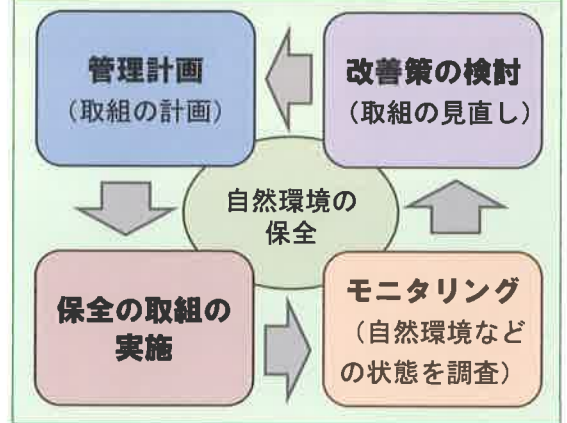 管理計画
（取組の計画）
改善策の検討
（取組の見直し）
自然環境の
保全
保全の取組の
実施
モニタリング
（自然環境など
の状態を調査）